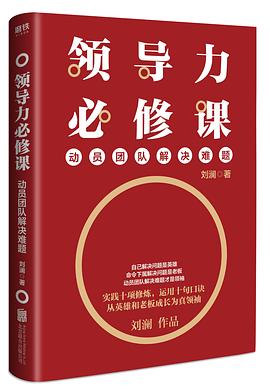 磨铁
领导力必修课
动员团队解决难题
刘澜 著
领导力
必修课
动员团队解决难题
刘澜 著
自己解决问题是英雄
命令下属解决问题是老板
动员团队解决难题才是领袖
实践十项修炼,运用十句口诀
从英雄和老板成长为真领袖
刘澜 作品